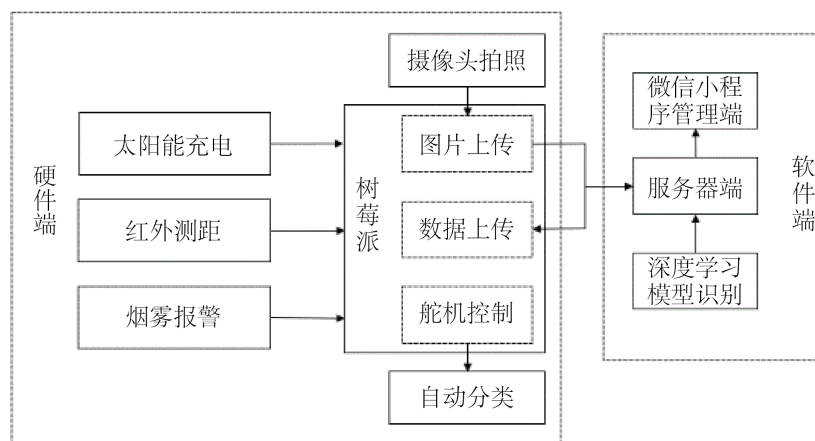 硬件端
太阳能充电
红外测距
烟雾报警
摄像头拍照
树莓派
图片上传
数据上传
舵机控制
自动分类
微信小程
序管理端
服务器端
深度学习
模型识别
软件端